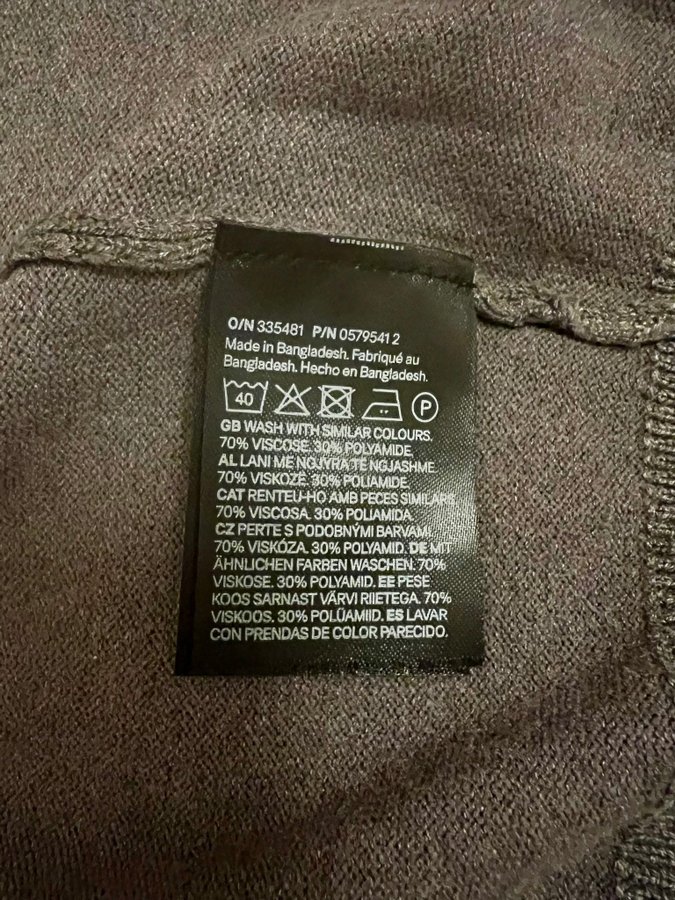 O/N 335481 P/N 0579541 2
Made in Bangladesh. Fabriqué au
Bangladesh. Hecho en Bangladesh.
40 P
GB WASH WITH SIMILAR COLOURS.
70% VISCOSE. 30% POLYAMIDE.
AL LANI ME NGJYRA TË NGJASHME.
70% VISKOZË. 30% POLIAMIDE.
CAT RENTEU-HO AMB PECES SIMILARS.
70% VISCOSA. 30% POLIAMIDA.
CZ PERTE S PODOBNÝMI BARVAMI.
70% VISKÓZA. 30% POLYAMID. DE MIT
ÄHNLICHEN FARBEN WASCHEN. 70%
VISKOSE. 30% POLYAMID. EE PESE
KOOS SARNAST VÄRVI RIIETEGA. 70%
VISKOOS. 30% POLÜAMIID. ES LAVAR
CON PRENDAS DE COLOR PARECIDO.